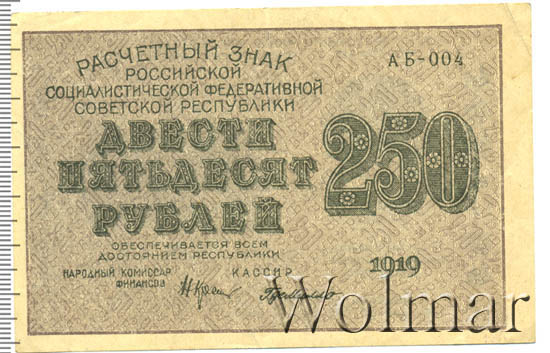 РАСЧЕТНЫЙ ЗНАК
РОССИЙСКОЙ
СОЦИАЛИСТИЧЕСКОЙ ФЕДЕРАТИВНОЙ
СОВЕТСКОЙ РЕСПУБЛИКИ
АБ-004
ДВЕСТИ
ПЯТЬДЕСЯТ
РУБЛЕЙ
250
ОБЕСПЕЧИВАЕТСЯ ВСЕМ
ДОСТОЯНИЕМ РЕСПУБЛИКИ
НАРОДНЫЙ КОМИССАР
ФИНАНСОВ
КАССИР
1919
Wolmar